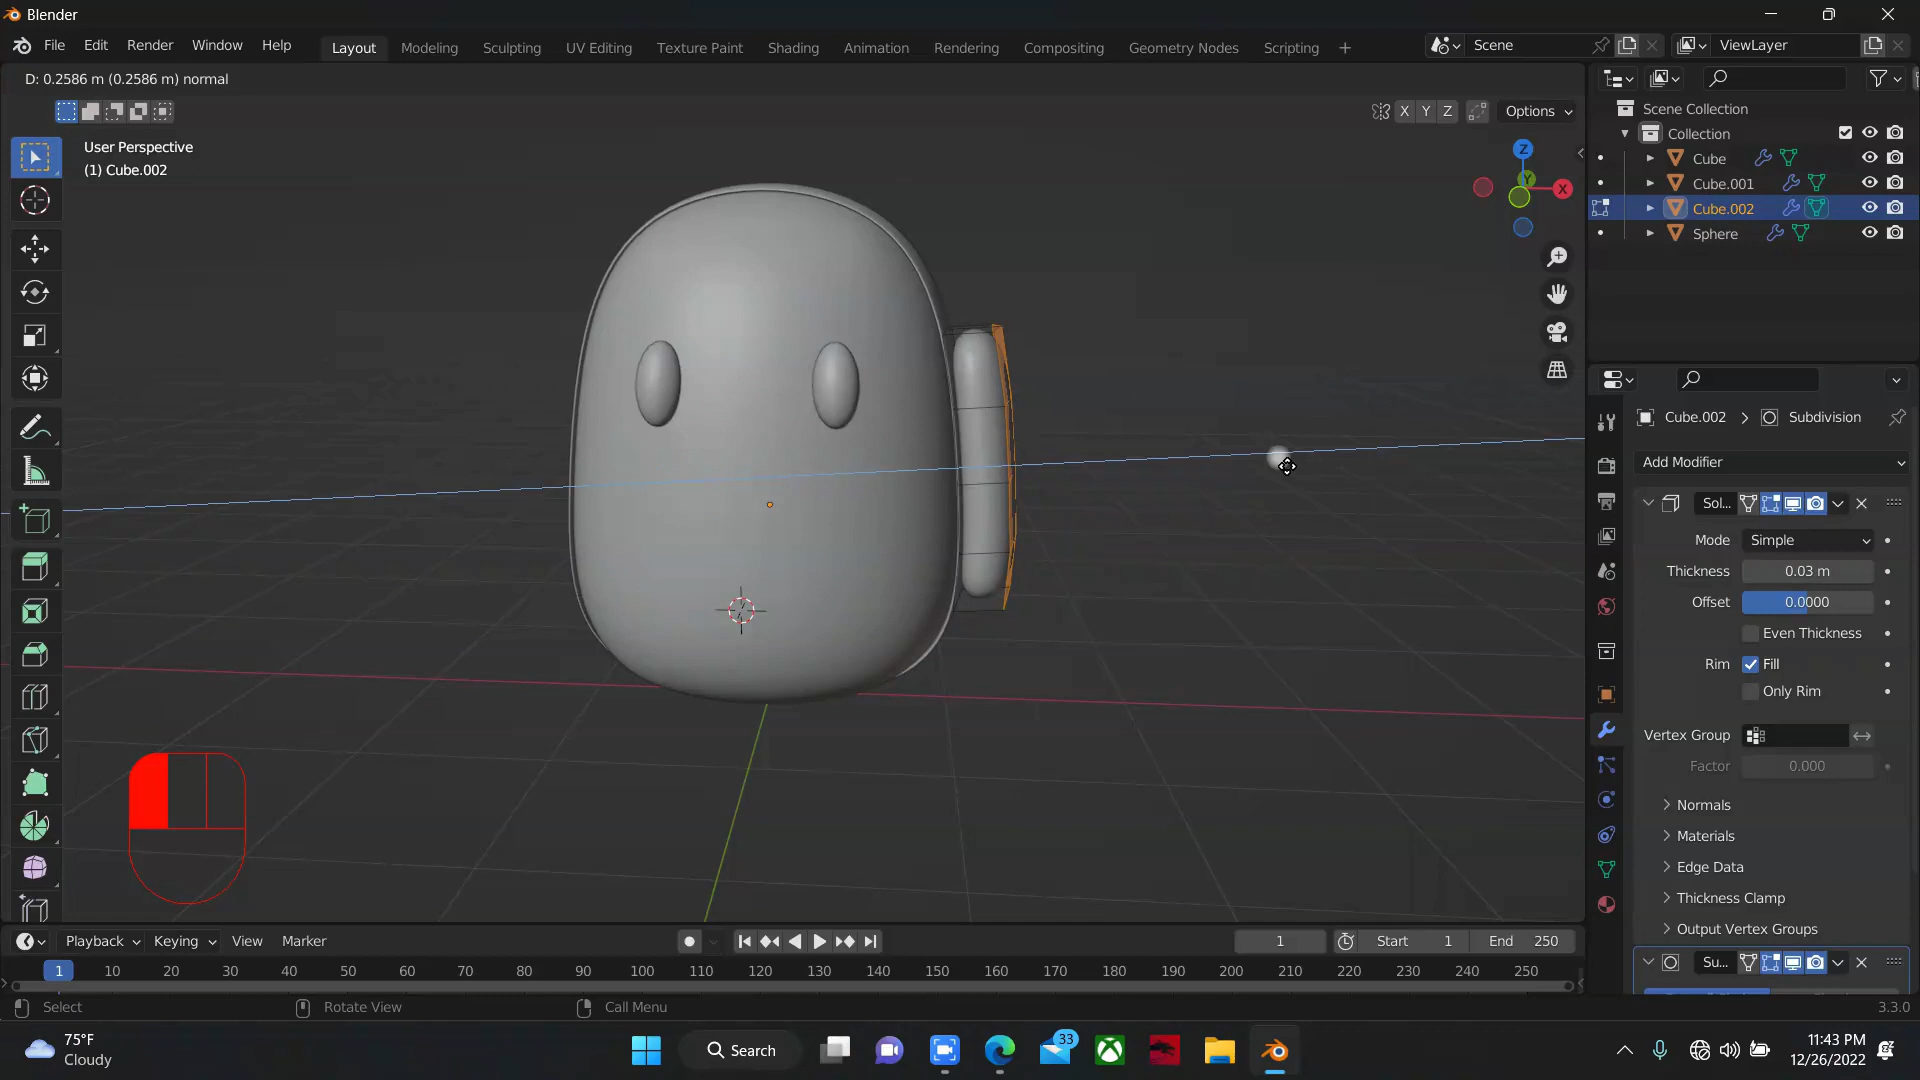 Blender
File Edit Render Window Help
Layout Modeling Sculpting UV Editing Texture Paint Shading Animation Rendering Compositing Geometry Nodes Scripting +
Scene
ViewLayer
D: 0.2586 m (0.2586 m) normal
X Y Z Options
User Perspective
(1) Cube.002
Z
Y
X
Scene Collection
Collection
Cube
Cube.001
Cube.002
Sphere
Cube.002 > Subdivision
Add Modifier
Sol...
Mode Simple
Thickness 0.03 m
Offset 0.0000
Even Thickness
Rim Fill
Only Rim
Vertex Group
Factor 0.000
Normals
Materials
Edge Data
Thickness Clamp
Output Vertex Groups
Su...
Playback Keying View Marker
1 Start 1 End 250
1 10 20 30 40 50 60 70 80 90 100 110 120 130 140 150 160 170 180 190 200 210 220 230 240 250
Select Rotate View Call Menu 3.3.0
75°F
Cloudy
Search
33
11:43 PM
12/26/2022